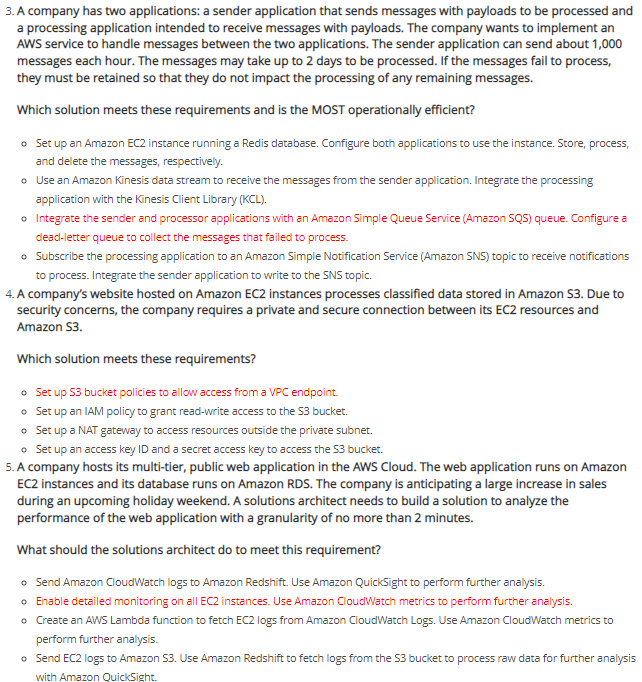 3. A company has two applications: a sender application that sends messages with payloads to be processed and
a processing application intended to receive messages with payloads. The company wants to implement an
AWS service to handle messages between the two applications. The sender application can send about 1,000
messages each hour. The messages may take up to 2 days to be processed. If the messages fail to process,
they must be retained so that they do not impact the processing of any remaining messages.
Which solution meets these requirements and is the MOST operationally efficient?
o Set up an Amazon EC2 instance running a Redis database. Configure both applications to use the instance. Store, process,
and delete the messages, respectively.
o Use an Amazon Kinesis data stream to receive the messages from the sender application. Integrate the processing
application with the Kinesis Client Library (KCL).
o Integrate the sender and processor applications with an Amazon Simple Queue Service (Amazon SQS) queue. Configure a
dead-letter queue to collect the messages that failed to process.
o Subscribe the processing application to an Amazon Simple Notification Service (Amazon SNS) topic to receive notifications
to process. Integrate the sender application to write to the SNS topic.
4. A company's website hosted on Amazon EC2 instances processes classified data stored in Amazon S3. Due to
security concerns, the company requires a private and secure connection between its EC2 resources and
Amazon S3.
Which solution meets these requirements?
o Set up S3 bucket policies to allow access from a VPC endpoint.
o Set up an IAM policy to grant read-write access to the S3 bucket.
o Set up a NAT gateway to access resources outside the private subnet.
o Set up an access key ID and a secret access key to access the S3 bucket.
5. A company hosts its multi-tier, public web application in the AWS Cloud. The web application runs on Amazon
EC2 instances and its database runs on Amazon RDS. The company is anticipating a large increase in sales
during an upcoming holiday weekend. A solutions architect needs to build a solution to analyze the
performance of the web application with a granularity of no more than 2 minutes.
What should the solutions architect do to meet this requirement?
o Send Amazon CloudWatch logs to Amazon Redshift. Use Amazon QuickSight to perform further analysis.
o Enable detailed monitoring on all EC2 instances. Use Amazon CloudWatch metrics to perform further analysis.
o Create an AWS Lambda function to fetch EC2 logs from Amazon CloudWatch Logs. Use Amazon CloudWatch metrics to
perform further analysis.
o Send EC2 logs to Amazon S3. Use Amazon Redshift to fetch logs from the S3 bucket to process raw data for further analysis
with Amazon QuickSight.